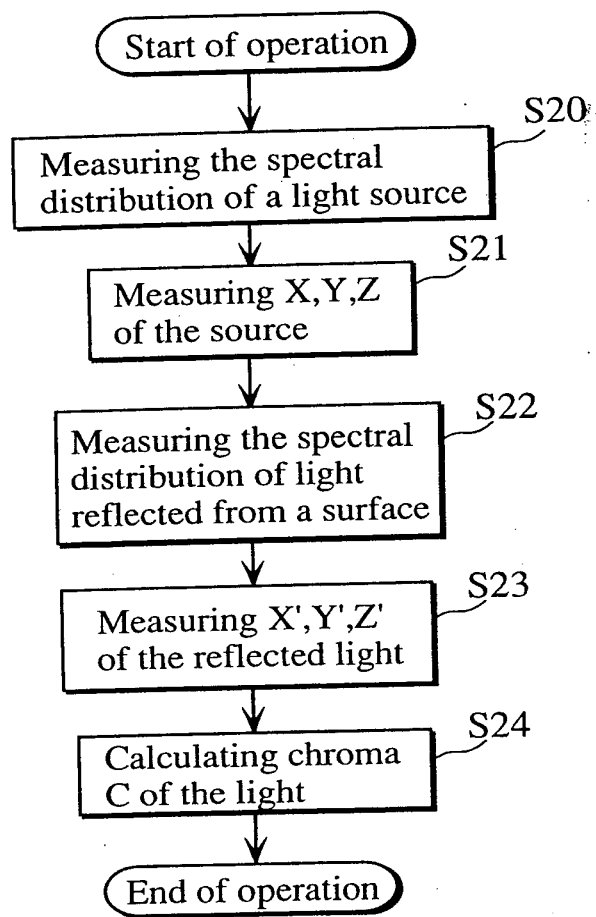 Start of operation
S20
Measuring the spectral
distribution of a light source
S21
Measuring X,Y,Z
of the source
S22
Measuring the spectral
distribution of light
reflected from a surface
S23
Measuring X',Y',Z'
of the reflected light
S24
Calculating chroma
C of the light
End of operation